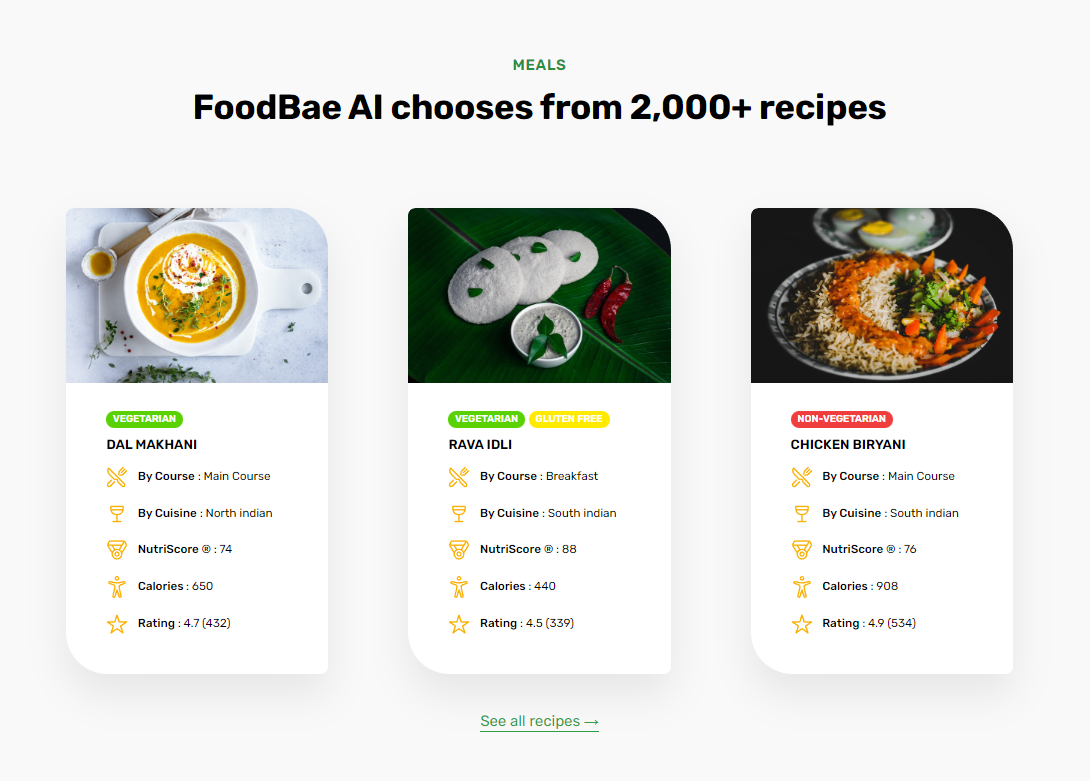 MEALS
FoodBae AI chooses from 2,000+ recipes
VEGETARIAN
DAL MAKHANI
By Course : Main Course
By Cuisine : North indian
NutriScore ® : 74
Calories : 650
Rating : 4.7 (432)
VEGETARIAN GLUTEN FREE
RAVA IDLI
By Course : Breakfast
By Cuisine : South indian
NutriScore ® : 88
Calories : 440
Rating : 4.5 (339)
NON-VEGETARIAN
CHICKEN BIRYANI
By Course : Main Course
By Cuisine : South indian
NutriScore ® : 76
Calories : 908
Rating : 4.9 (534)
See all recipes →